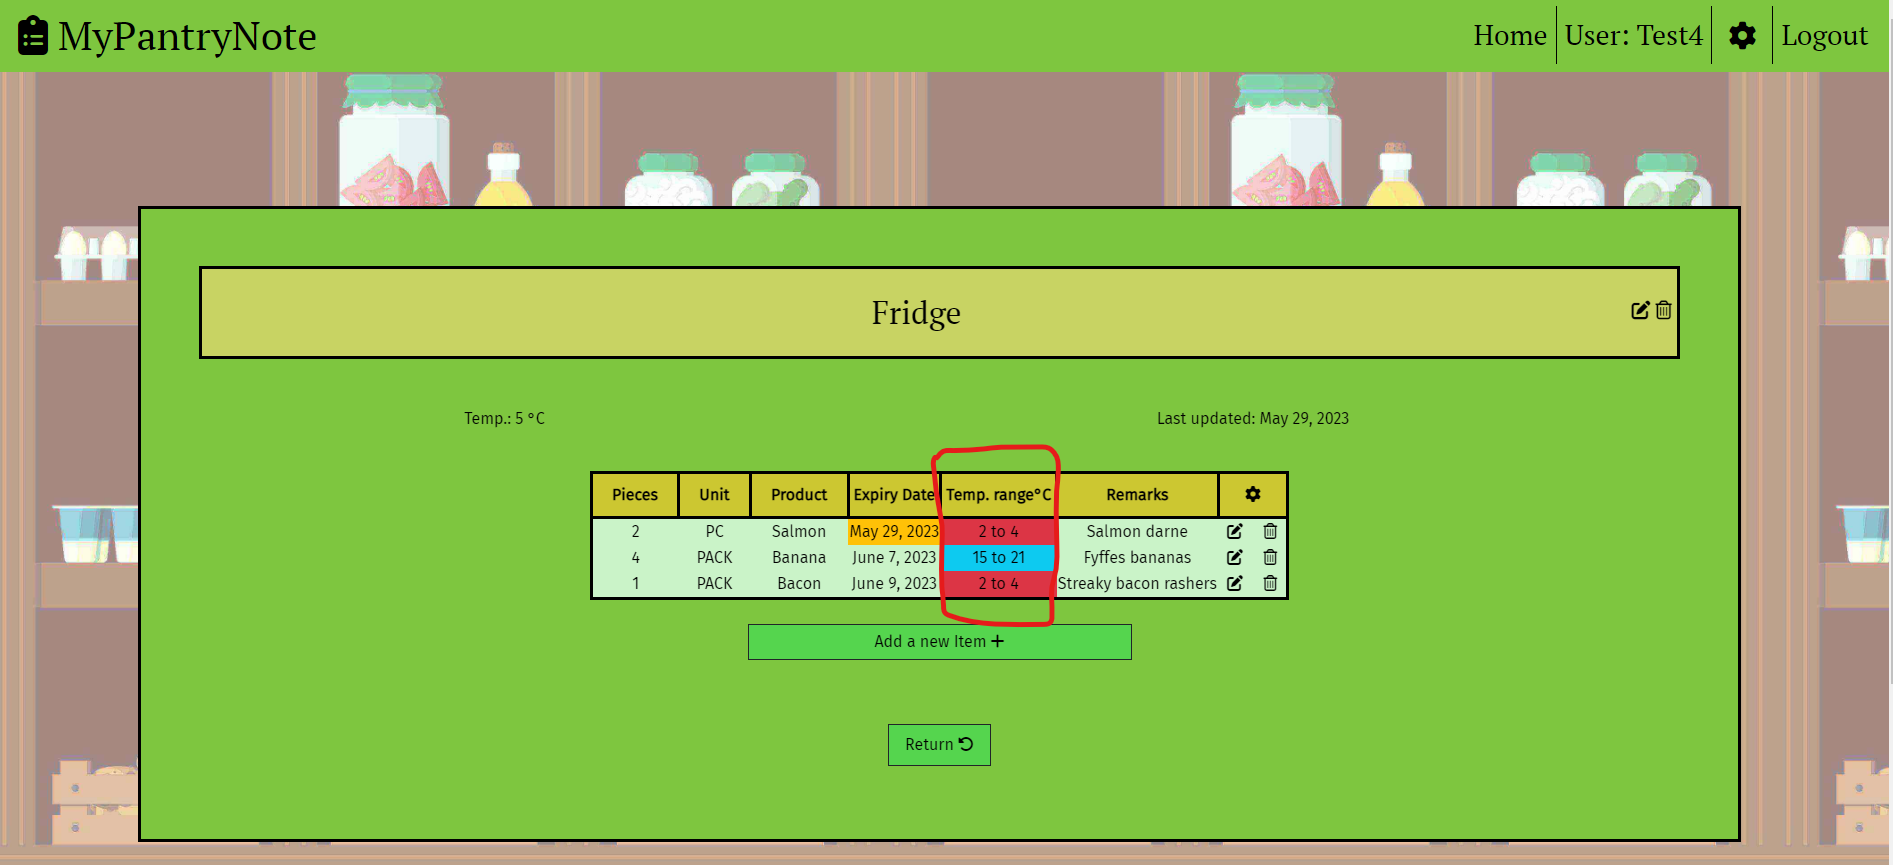 MyPantryNote
Home User: Test4 Logout
Fridge
Temp.: 5 °C Last updated: May 29, 2023
Pieces Unit Product Expiry Date Temp. range°C Remarks
2 PC Salmon May 29, 2023 2 to 4 Salmon darne
4 PACK Banana June 7, 2023 15 to 21 Fyffes bananas
1 PACK Bacon June 9, 2023 2 to 4 Streaky bacon rashers
Add a new Item +
Return